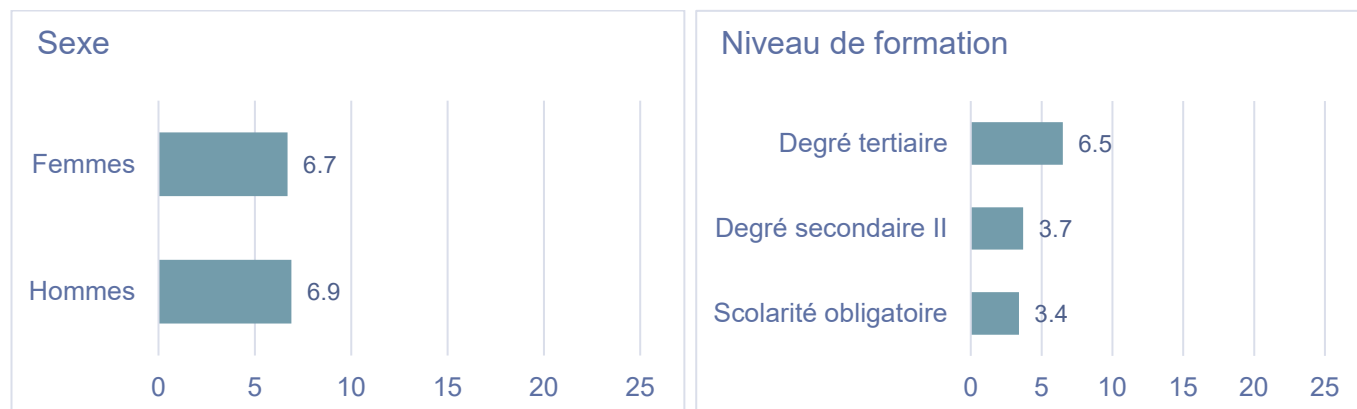 Sexe
Femmes 6.7
Hommes 6.9
0 5 10 15 20 25
Niveau de formation
Degré tertiaire 6.5
Degré secondaire II 3.7
Scolarité obligatoire 3.4
0 5 10 15 20 25